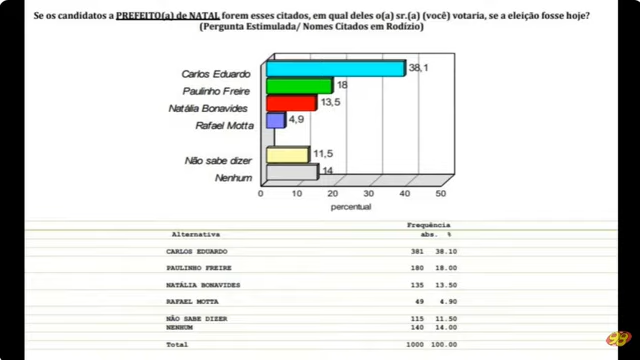 Se os candidatos a PREFEITO(a) de NATAL forem esses citados, em qual deles o(a) sr.(a) (você) votaria, se a eleição fosse hoje?
(Pergunta Estimulada/ Nomes Citados em Rodízio)
Carlos Eduardo 38,1
Paulinho Freire 18
Natália Bonavides 13,5
Rafael Motta 4,9
Não sabe dizer 11,5
Nenhum 14
0 10 20 30 40 50
percentual
Frequência
Alternativa abs. %
CARLOS EDUARDO 381 38.10
PAULINHO FREIRE 180 18.00
NATÁLIA BONAVIDES 135 13.50
RAFAEL MOTTA 49 4.90
NÃO SABE DIZER 115 11.50
NENHUM 140 14.00
Total 1000 100.00